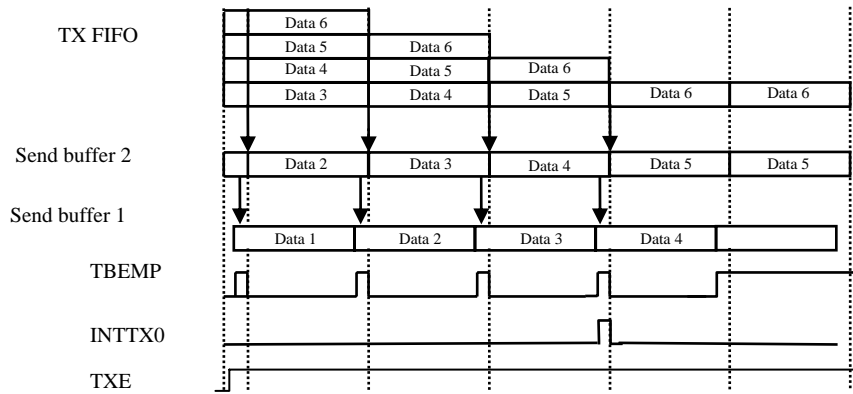 Data 6
TX FIFO
Data 5 Data 6
Data 4 Data 5 Data 6
Data 3 Data 4 Data 5 Data 6 Data 6
Send buffer 2
Data 2 Data 3 Data 4 Data 5 Data 5
Send buffer 1
Data 1 Data 2 Data 3 Data 4
TBEMP
INTTX0
TXE